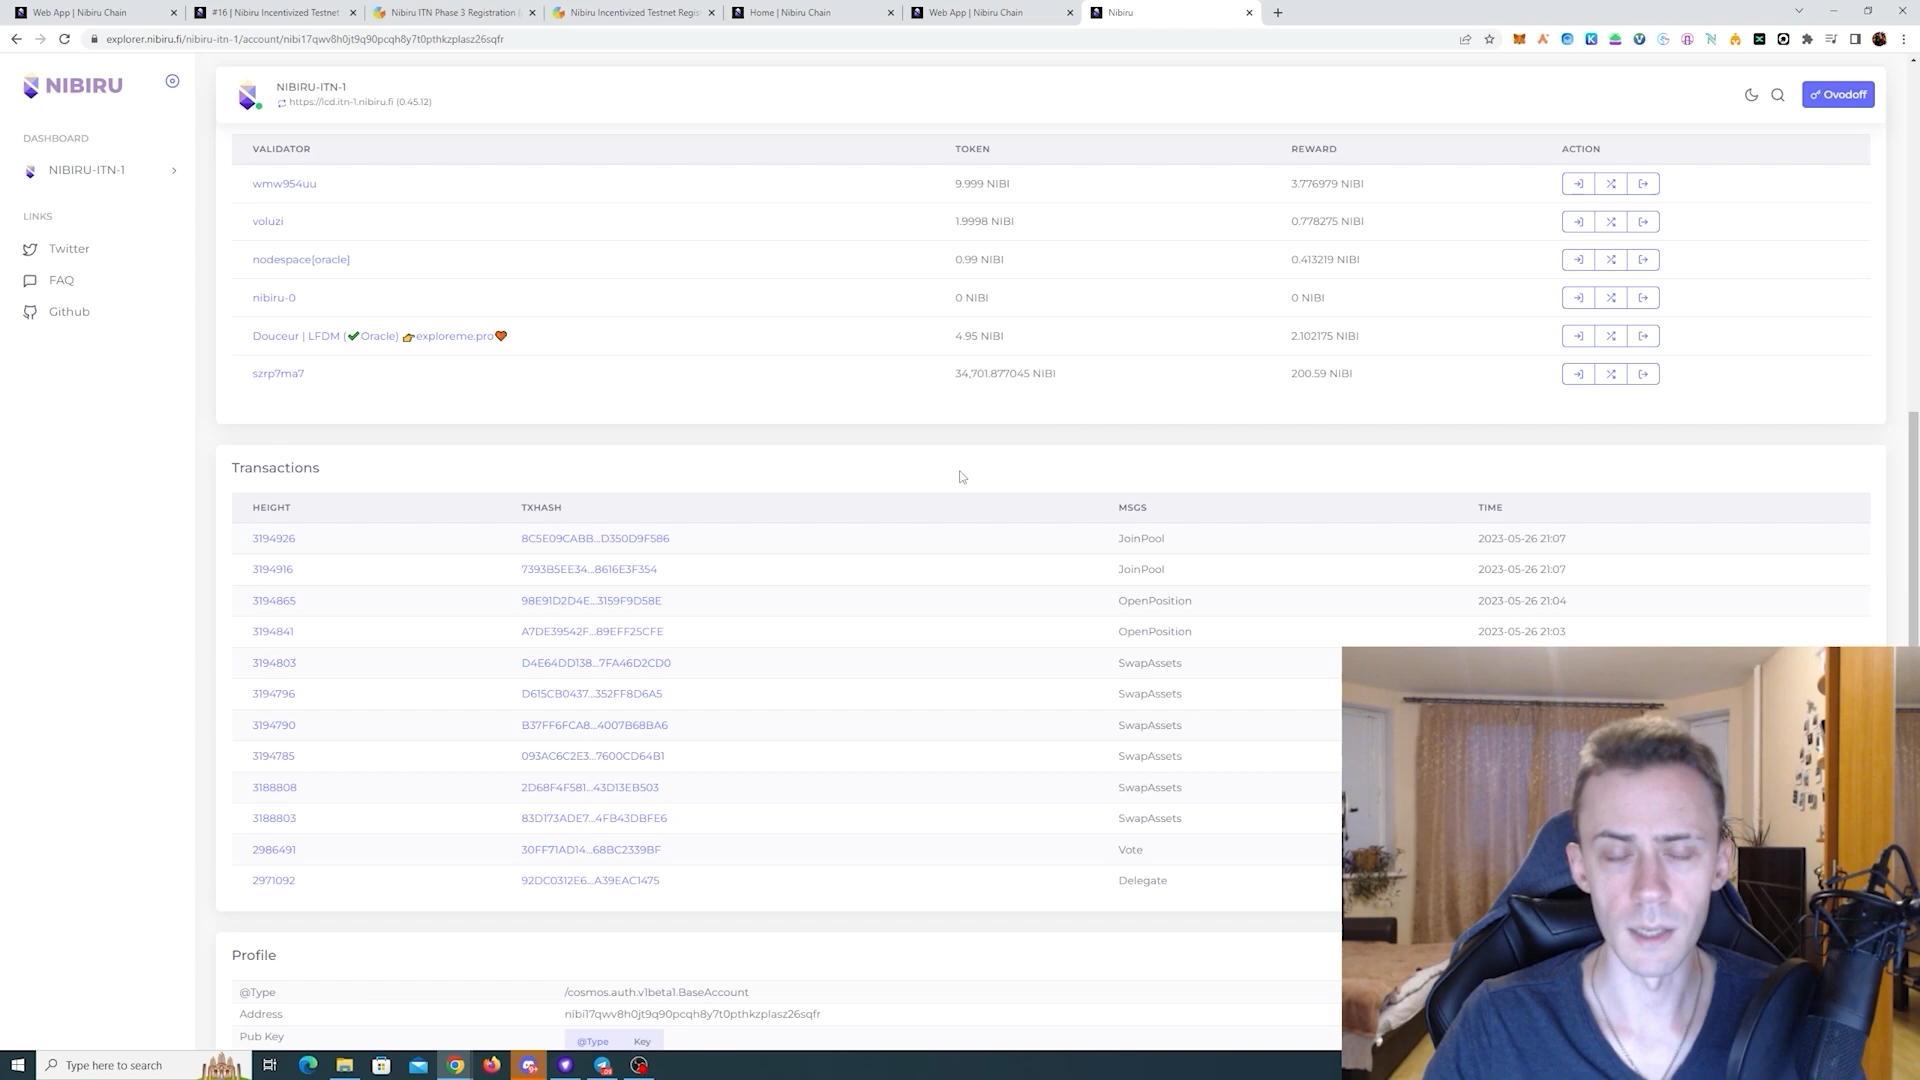 Web App | Nibiru Chain
#16 | Nibiru Incentivized Testnet
Nibiru ITN Phase 3 Registration (
Nibiru Incentivized Testnet Regis
Home | Nibiru Chain
Web App | Nibiru Chain
Nibiru
explorer.nibiru.fi/nibiru-itn-1/account/nibi17qwv8h0jt9q90pcqh8y7t0pthkzplasz26sqfr
NIBIRU
NIBIRU-ITN-1
https://lcd.itn-1.nibiru.fi (0.45.12)
Ovodoff
DASHBOARD
NIBIRU-ITN-1
LINKS
Twitter
FAQ
Github
VALIDATOR TOKEN REWARD ACTION
wmw954uu 9.999 NIBI 3.776979 NIBI
voluzi 1.9998 NIBI 0.778275 NIBI
nodespace[oracle] 0.99 NIBI 0.413219 NIBI
nibiru-0 0 NIBI 0 NIBI
Douceur | LFDM (✔Oracle) 👉exploreme.pro🧡 4.95 NIBI 2.102175 NIBI
szrp7ma7 34,701.877045 NIBI 200.59 NIBI
Transactions
HEIGHT TXHASH MSGS TIME
3194926 8C5E09CABB...D350D9F586 JoinPool 2023-05-26 21:07
3194916 7393B5EE34...8616E3F354 JoinPool 2023-05-26 21:07
3194865 98E91D2D4E...3159F9D58E OpenPosition 2023-05-26 21:04
3194841 A7DE39542F...89EFF25CFE OpenPosition 2023-05-26 21:03
3194803 D4E64DD138...7FA46D2CD0 SwapAssets
3194796 D615CB0437...352FF8D6A5 SwapAssets
3194790 B37FF6FCA8...4007B68BA6 SwapAssets
3194785 093AC6C2E3...7600CD64B1 SwapAssets
3188808 2D68F4F581...43D13EB503 SwapAssets
3188803 83D173ADE7...4FB43DBFE6 SwapAssets
2986491 30FF71AD14...68BC2339BF Vote
2971092 92DC0312E6...A39EAC1475 Delegate
Profile
@Type /cosmos.auth.v1beta1.BaseAccount
Address nibi17qwv8h0jt9q90pcqh8y7t0pthkzplasz26sqfr
Pub Key
@Type Key
Type here to search